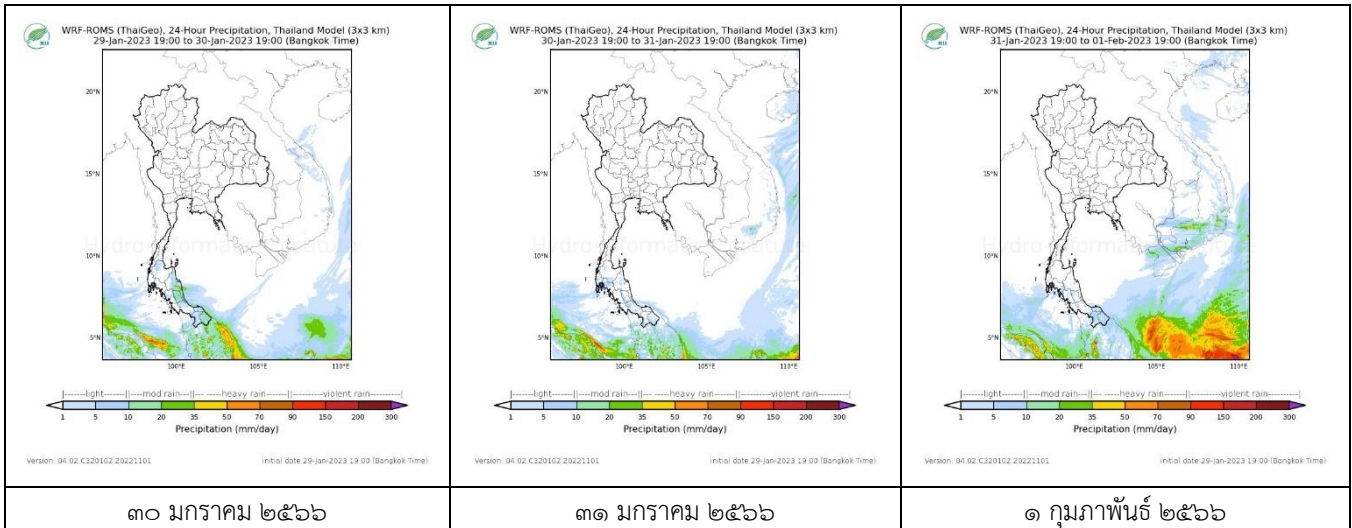 WRF-ROMS (ThaiGeo), 24-Hour Precipitation, Thailand Model (3x3 km)
29-Jan-2023 19:00 to 30-Jan-2023 19:00 (Bangkok Time)
HII
20°N
15°N
10°N
5°N
100°E 105°E 110°E
|-------light------||---mod rain---||--- -------heavy rain-------||-------violent rain---------|
1 5 10 20 35 50 70 90 150 200 300
Precipitation (mm/day)
Version: 04.02.C320102.20221101 initial date 29-Jan-2023 19:00 (Bangkok Time)
๓๐ มกราคม ๒๕๖๖
WRF-ROMS (ThaiGeo), 24-Hour Precipitation, Thailand Model (3x3 km)
30-Jan-2023 19:00 to 31-Jan-2023 19:00 (Bangkok Time)
HII
20°N
15°N
10°N
5°N
100°E 105°E 110°E
|-------light------||---mod rain---||--- -------heavy rain-------||-------violent rain---------|
1 5 10 20 35 50 70 90 150 200 300
Precipitation (mm/day)
Version: 04.02.C320102.20221101 initial date 29-Jan-2023 19:00 (Bangkok Time)
๓๑ มกราคม ๒๕๖๖
WRF-ROMS (ThaiGeo), 24-Hour Precipitation, Thailand Model (3x3 km)
31-Jan-2023 19:00 to 01-Feb-2023 19:00 (Bangkok Time)
HII
20°N
15°N
10°N
5°N
100°E 105°E 110°E
|-------light------||---mod rain---||--- -------heavy rain-------||-------violent rain---------|
1 5 10 20 35 50 70 90 150 200 300
Precipitation (mm/day)
Version: 04.02.C320102.20221101 initial date 29-Jan-2023 19:00 (Bangkok Time)
๑ กุมภาพันธ์ ๒๕๖๖